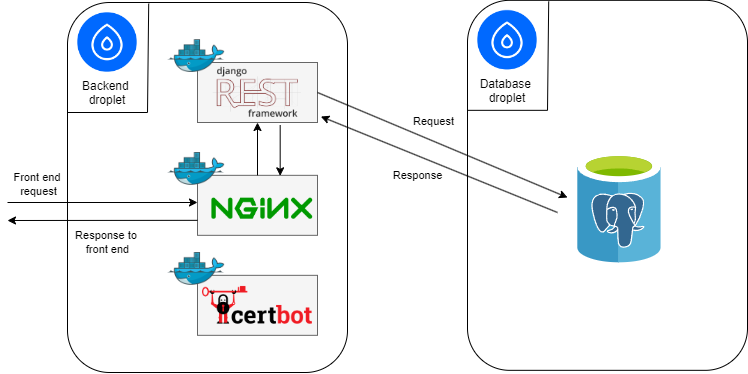 Backend
droplet
django
REST
framework
Database
droplet
Request
Response
Front end
request
NGINX
Response to
front end
certbot